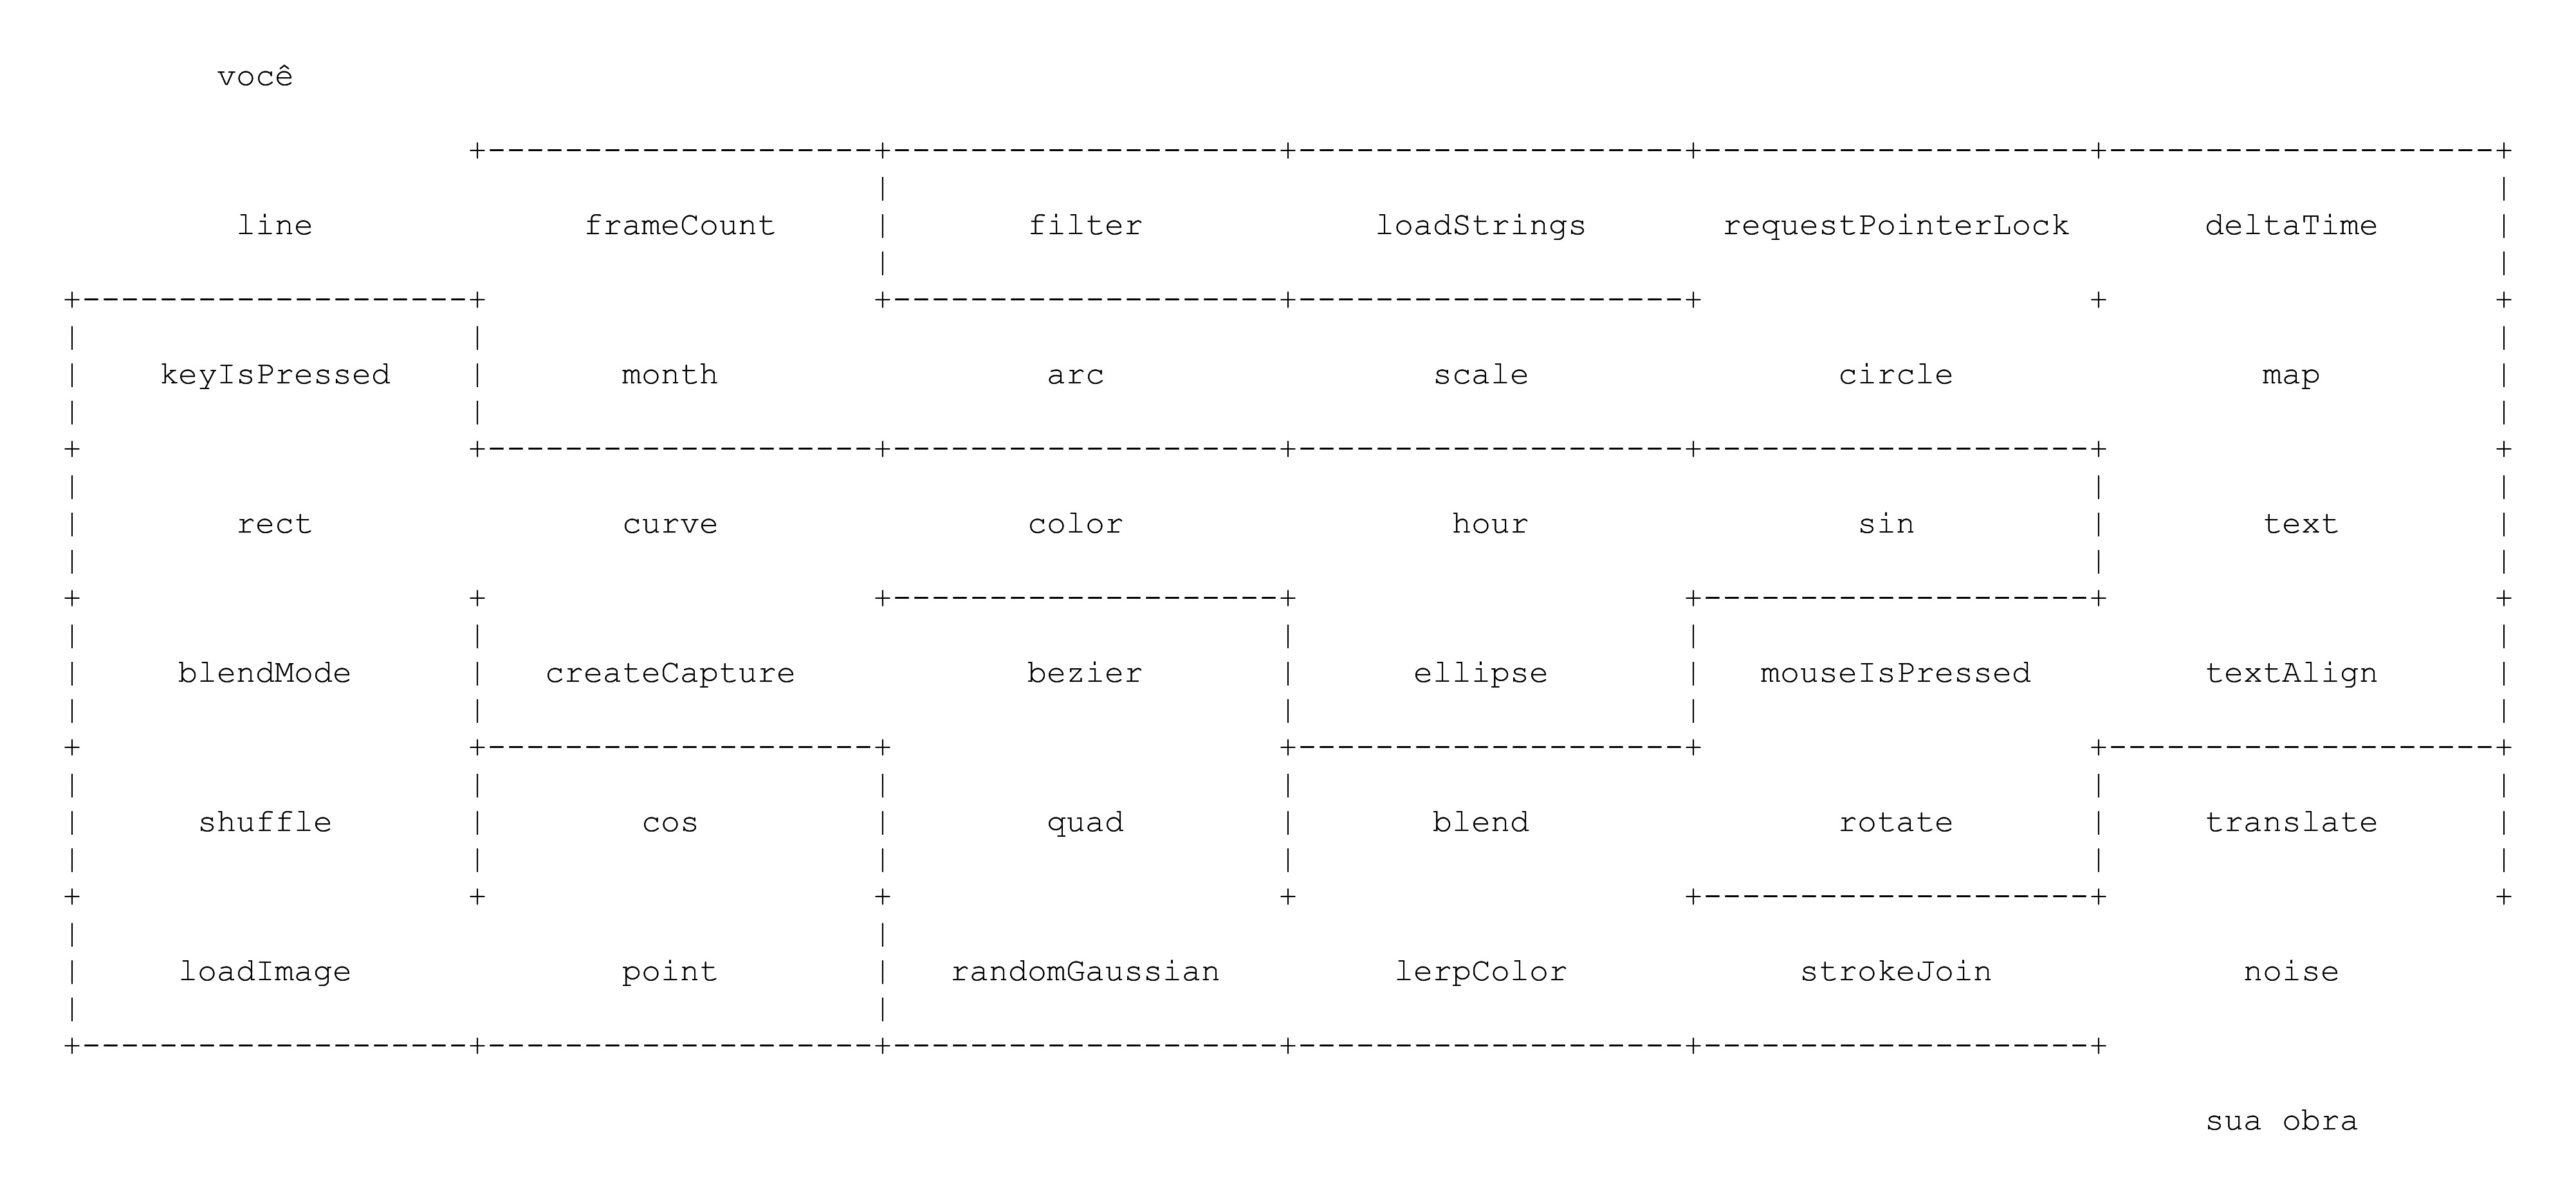 você
line frameCount filter loadStrings requestPointerLock deltaTime
keyIsPressed month arc scale circle map
rect curve color hour sin text
blendMode createCapture bezier ellipse mouseIsPressed textAlign
shuffle cos quad blend rotate translate
loadImage point randomGaussian lerpColor strokeJoin noise
sua obra